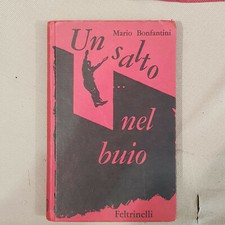 Mario Bonfantini
Un salto
nel
buio
Feltrinelli